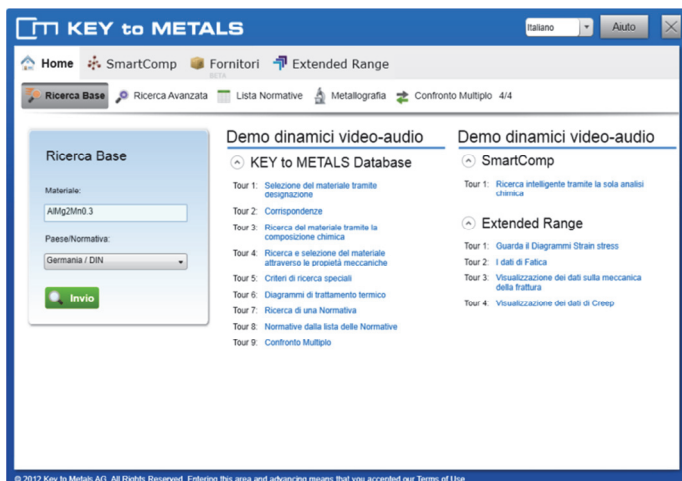 KEY to METALS
Italiano
Aiuto
Home
SmartComp
Fornitori
BETA
Extended Range
Ricerca Base
Ricerca Avanzata
Lista Normative
Metallografia
Confronto Multiplo 4/4
Ricerca Base
Materiale:
AlMg2Mn0.3
Paese/Normativa:
Germania / DIN
Invio
Demo dinamici video-audio
KEY to METALS Database
Tour 1: Selezione del materiale tramite
designazione
Tour 2: Corrispondenze
Tour 3: Ricerca del materiale tramite la
composizione chimica
Tour 4: Ricerca e selezione del materiale
attraverso le propietà meccaniche
Tour 5: Criteri di ricerca speciali
Tour 6: Diagrammi di trattamento termico
Tour 7: Ricerca di una Normativa
Tour 8: Normative dalla lista delle Normative
Tour 9: Confronto Multiplo
Demo dinamici video-audio
SmartComp
Tour 1: Ricerca intelligente tramite la sola analisi
chimica
Extended Range
Tour 1: Guarda il Diagrammi Strain stress
Tour 2: I dati di Fatica
Tour 3: Visualizzazione dei dati sulla meccanica
della frattura
Tour 4: Visualizzazione dei dati di Creep
© 2012 Key to Metals AG. All Rights Reserved. Entering this area and advancing means that you accepted our Terms of Use